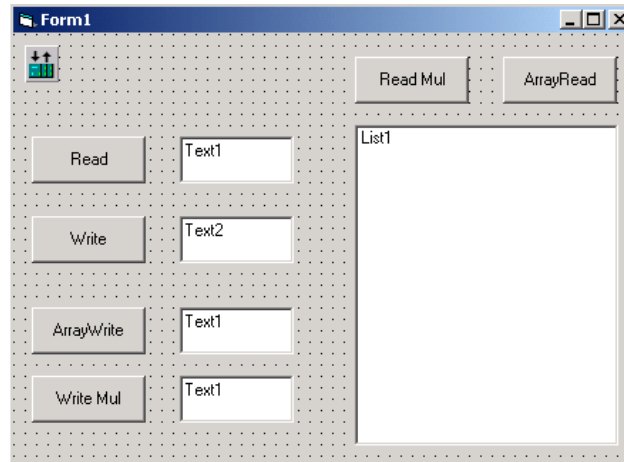 Form1
Read Mul
ArrayRead
Read
Text1
List1
Write
Text2
ArrayWrite
Text1
Write Mul
Text1